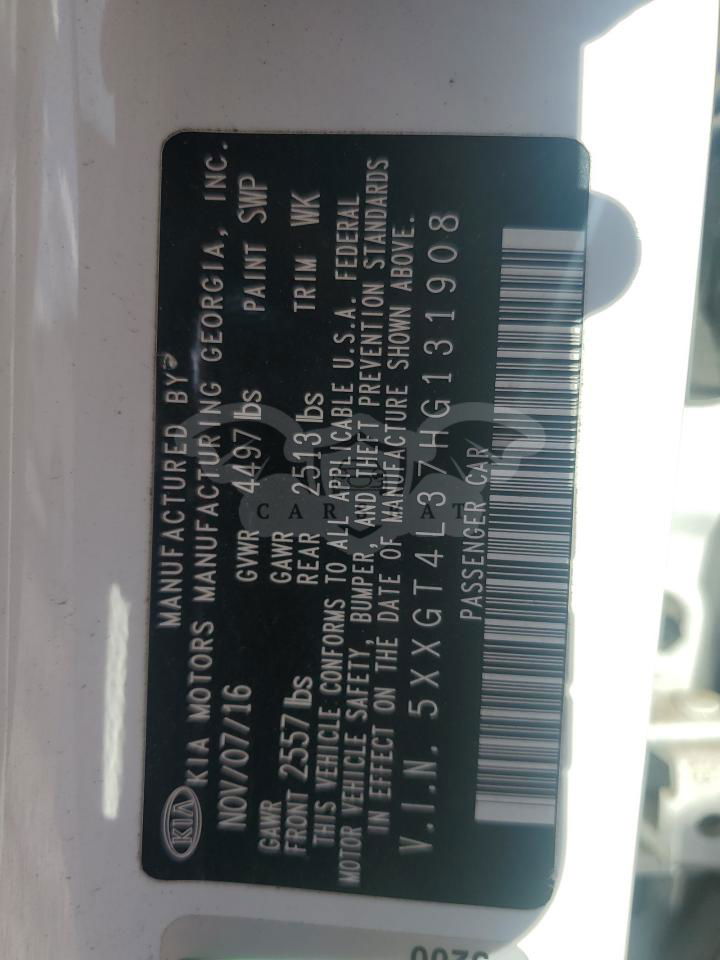 MANUFACTURED BY
KIA KIA MOTORS MANUFACTURING GEORGIA, INC.
NOV/07/16 GVWR 4497 lbs PAINT SWP
GAWR GAWR
FRONT 2557 lbs REAR 2513 lbs TRIM WK
THIS VEHICLE CONFORMS TO ALL APPLICABLE U.S.A. FEDERAL
MOTOR VEHICLE SAFETY, BUMPER, AND THEFT PREVENTION STANDARDS
IN EFFECT ON THE DATE OF MANUFACTURE SHOWN ABOVE.
V.I.N. 5XXGT4L37HG131908
PASSENGER CAR